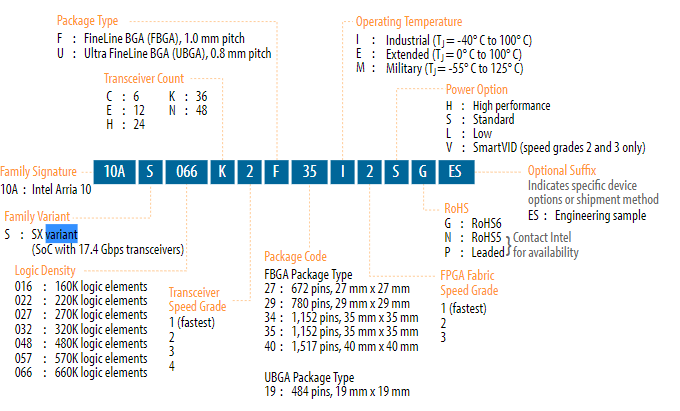 Package Type
F : FineLine BGA (FBGA), 1.0 mm pitch
U : Ultra FineLine BGA (UBGA), 0.8 mm pitch
Operating Temperature
I : Industrial (TJ = -40° C to 100° C)
E : Extended (TJ = 0° C to 100° C)
M : Military (TJ = -55° C to 125° C)
Transceiver Count
C : 6 K : 36
E : 12 N : 48
H : 24
Power Option
H : High performance
S : Standard
L : Low
V : SmartVID (speed grades 2 and 3 only)
Family Signature
10A : Intel Arria 10
10A S 066 K 2 F 35 I 2 S G ES
Optional Suffix
Indicates specific device
options or shipment method
ES : Engineering sample
Family Variant
S : SX variant
(SoC with 17.4 Gbps transceivers)
RoHS
G : RoHS6
N : RoHS5
P : Leaded
Contact Intel
for availability
Logic Density
016 : 160K logic elements
022 : 220K logic elements
027 : 270K logic elements
032 : 320K logic elements
048 : 480K logic elements
057 : 570K logic elements
066 : 660K logic elements
Transceiver
Speed Grade
1 (fastest)
2
3
4
Package Code
FBGA Package Type
27 : 672 pins, 27 mm x 27 mm
29 : 780 pins, 29 mm x 29 mm
34 : 1,152 pins, 35 mm x 35 mm
35 : 1,152 pins, 35 mm x 35 mm
40 : 1,517 pins, 40 mm x 40 mm
UBGA Package Type
19 : 484 pins, 19 mm x 19 mm
FPGA Fabric
Speed Grade
1 (fastest)
2
3